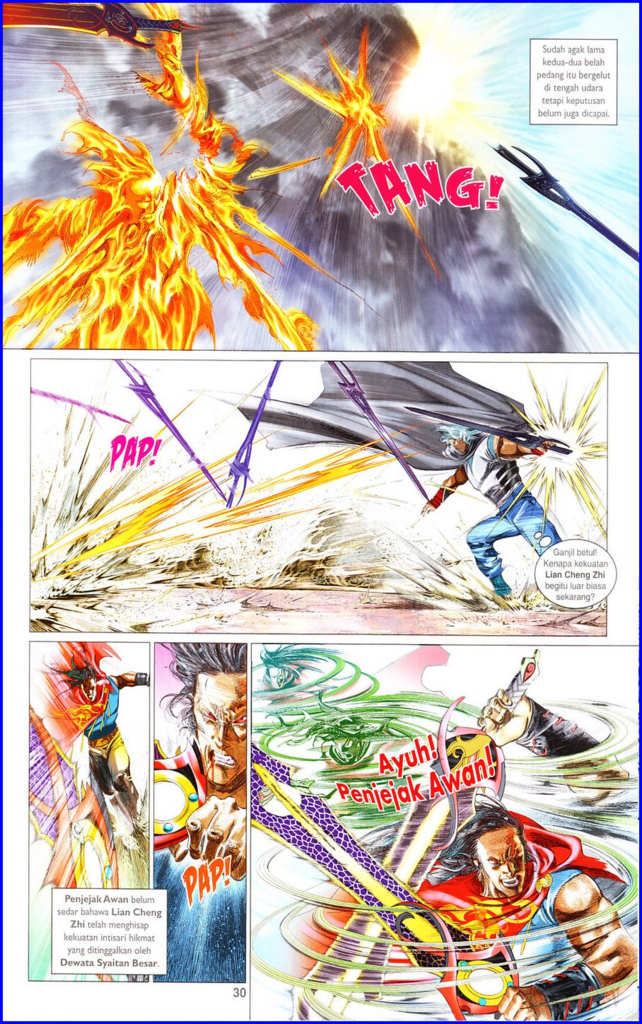 Sudah agak lama
kedua-dua belah
pedang itu bergelut
di tengah udara
tetapi keputusan
belum juga dicapai.
TANG!
PAP!
Ganjil betul!
Kenapa kekuatan
Lian Cheng Zhi
begitu luar biasa
sekarang?
Penjejak Awan belum
sedar bahawa Lian Cheng
Zhi telah menghisap
kekuatan intisari hikmat
yang ditinggalkan oleh
Dewata Syaitan Besar.
PAP!
Ayuh!
Penjejak Awan!
30